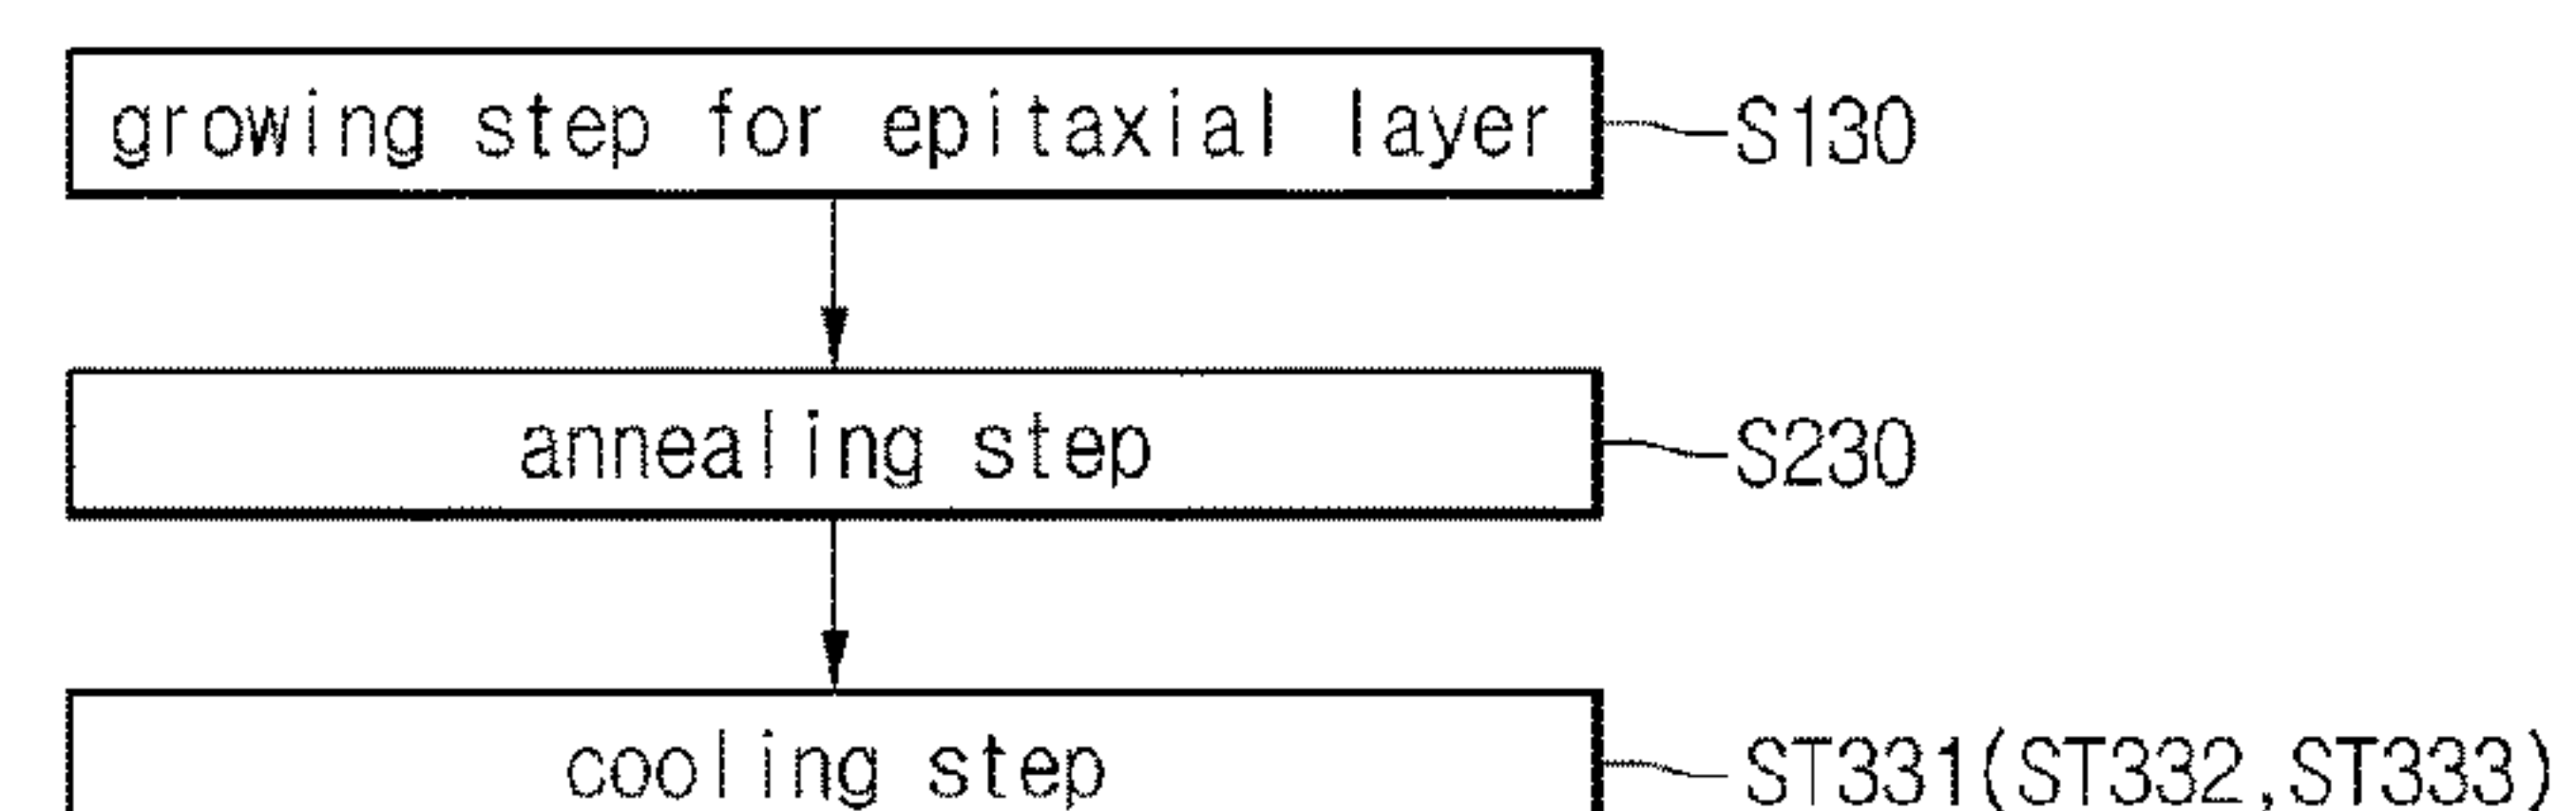 growing step for epitaxial layer S130
annealing step S230
cooling step ST331(ST332,ST333)